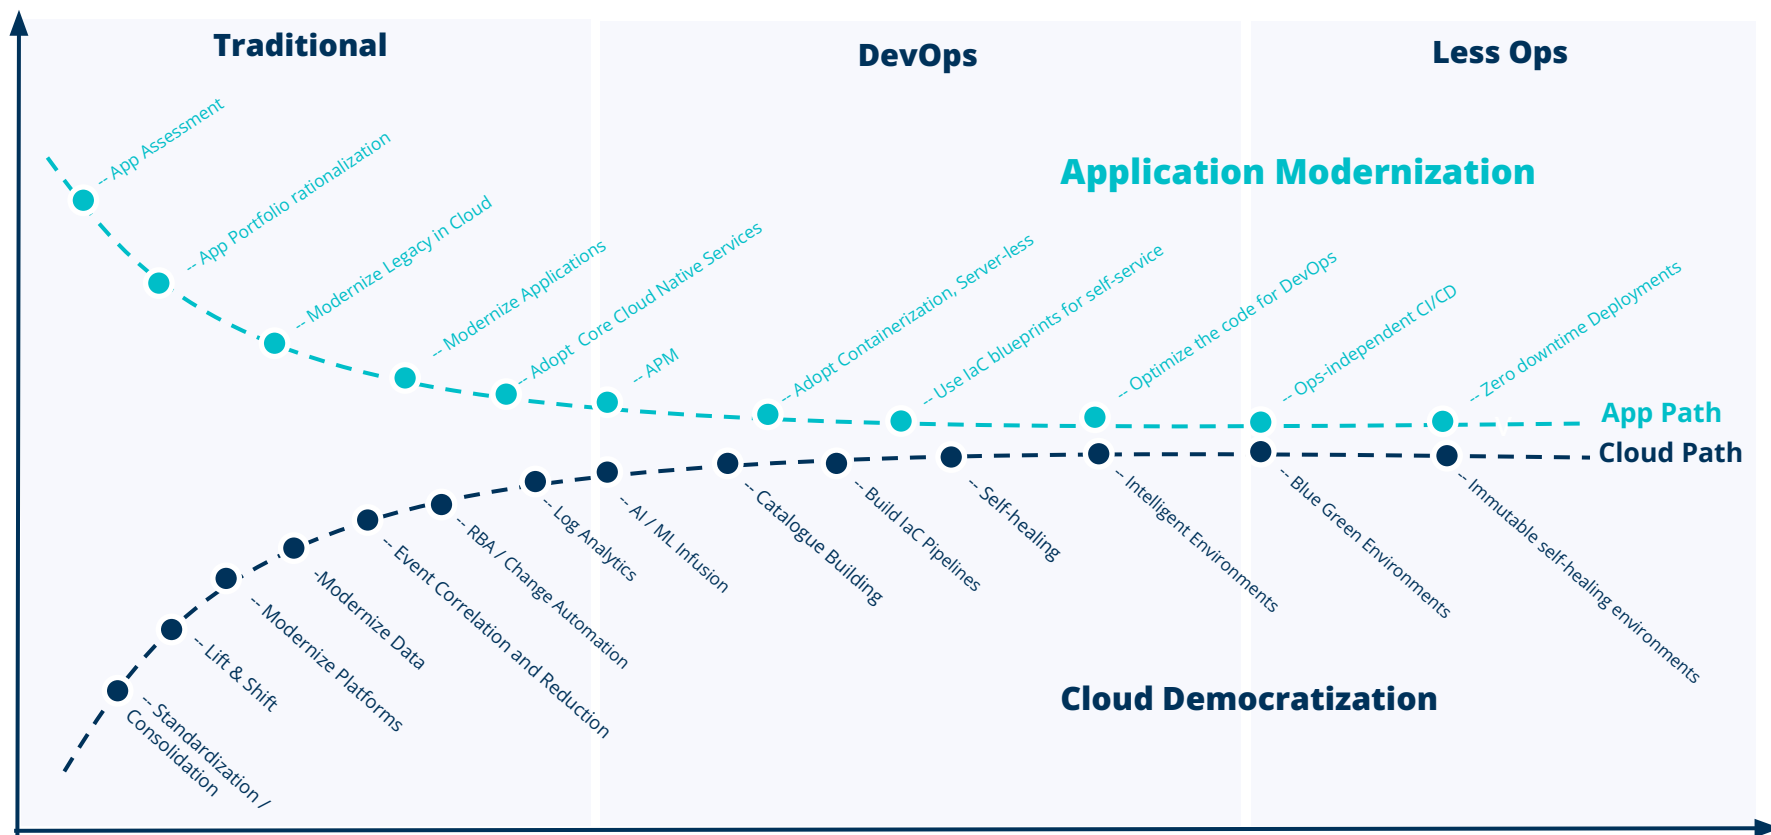 Traditional
DevOps
Less Ops
-- App Assessment
-- App Portfolio rationalization
-- Modernize Legacy in Cloud
-- Modernize Applications
-- Adopt  Core Cloud Native Services
-- APM
-- Adopt Containerization, Server-less
-- Use IaC blueprints for self-service
-- Optimize the code for DevOps
-- Ops-independent CI/CD
-- Zero downtime Deployments
Application Modernization
App Path
Cloud Path
-- Standardization /
Consolidation
-- Lift & Shift
-- Modernize Platforms
-Modernize Data
-- Event Correlation and Reduction
-- RBA / Change Automation
-- Log Analytics
-- AI / ML Infusion
-- Catalogue Building
-- Build IaC Pipelines
-- Self-healing
-- Intelligent Environments
-- Blue Green Environments
-- Immutable self-healing environments
Cloud Democratization